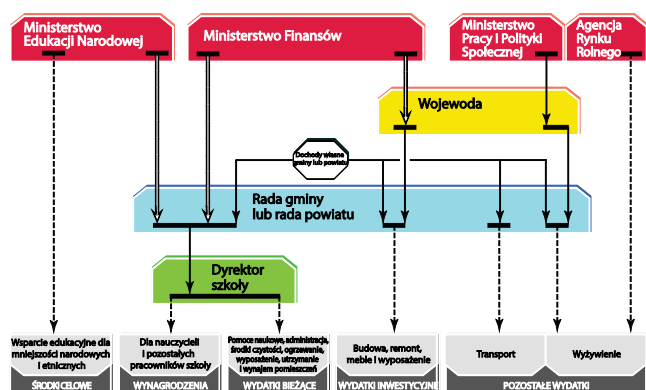 Ministerstwo
Edukacji Narodowej
Ministerstwo Finansów
Ministerstwo
Pracy i Polityki
Społecznej
Agencja
Rynku
Rolnego
Wojewoda
Dochody własne
gminy lub powiatu
Rada gminy
lub rada powiatu
Dyrektor
szkoły
Wsparcie edukacyjne dla
mniejszości narodowych
i etnicznych
Dla nauczycieli
i pozostałych
pracowników szkoły
Pomoce naukowe, administracja,
środki czystości, ogrzewanie,
wyposażenie, utrzymanie
i wynajem pomieszczeń
Budowa, remont,
meble i wyposażenie
Transport
Wyżywienie
ŚRODKI CELOWE
WYNAGRODZENIA
WYDATKI BIEŻĄCE
WYDATKI INWESTYCYJNE
POZOSTAŁE WYDATKI